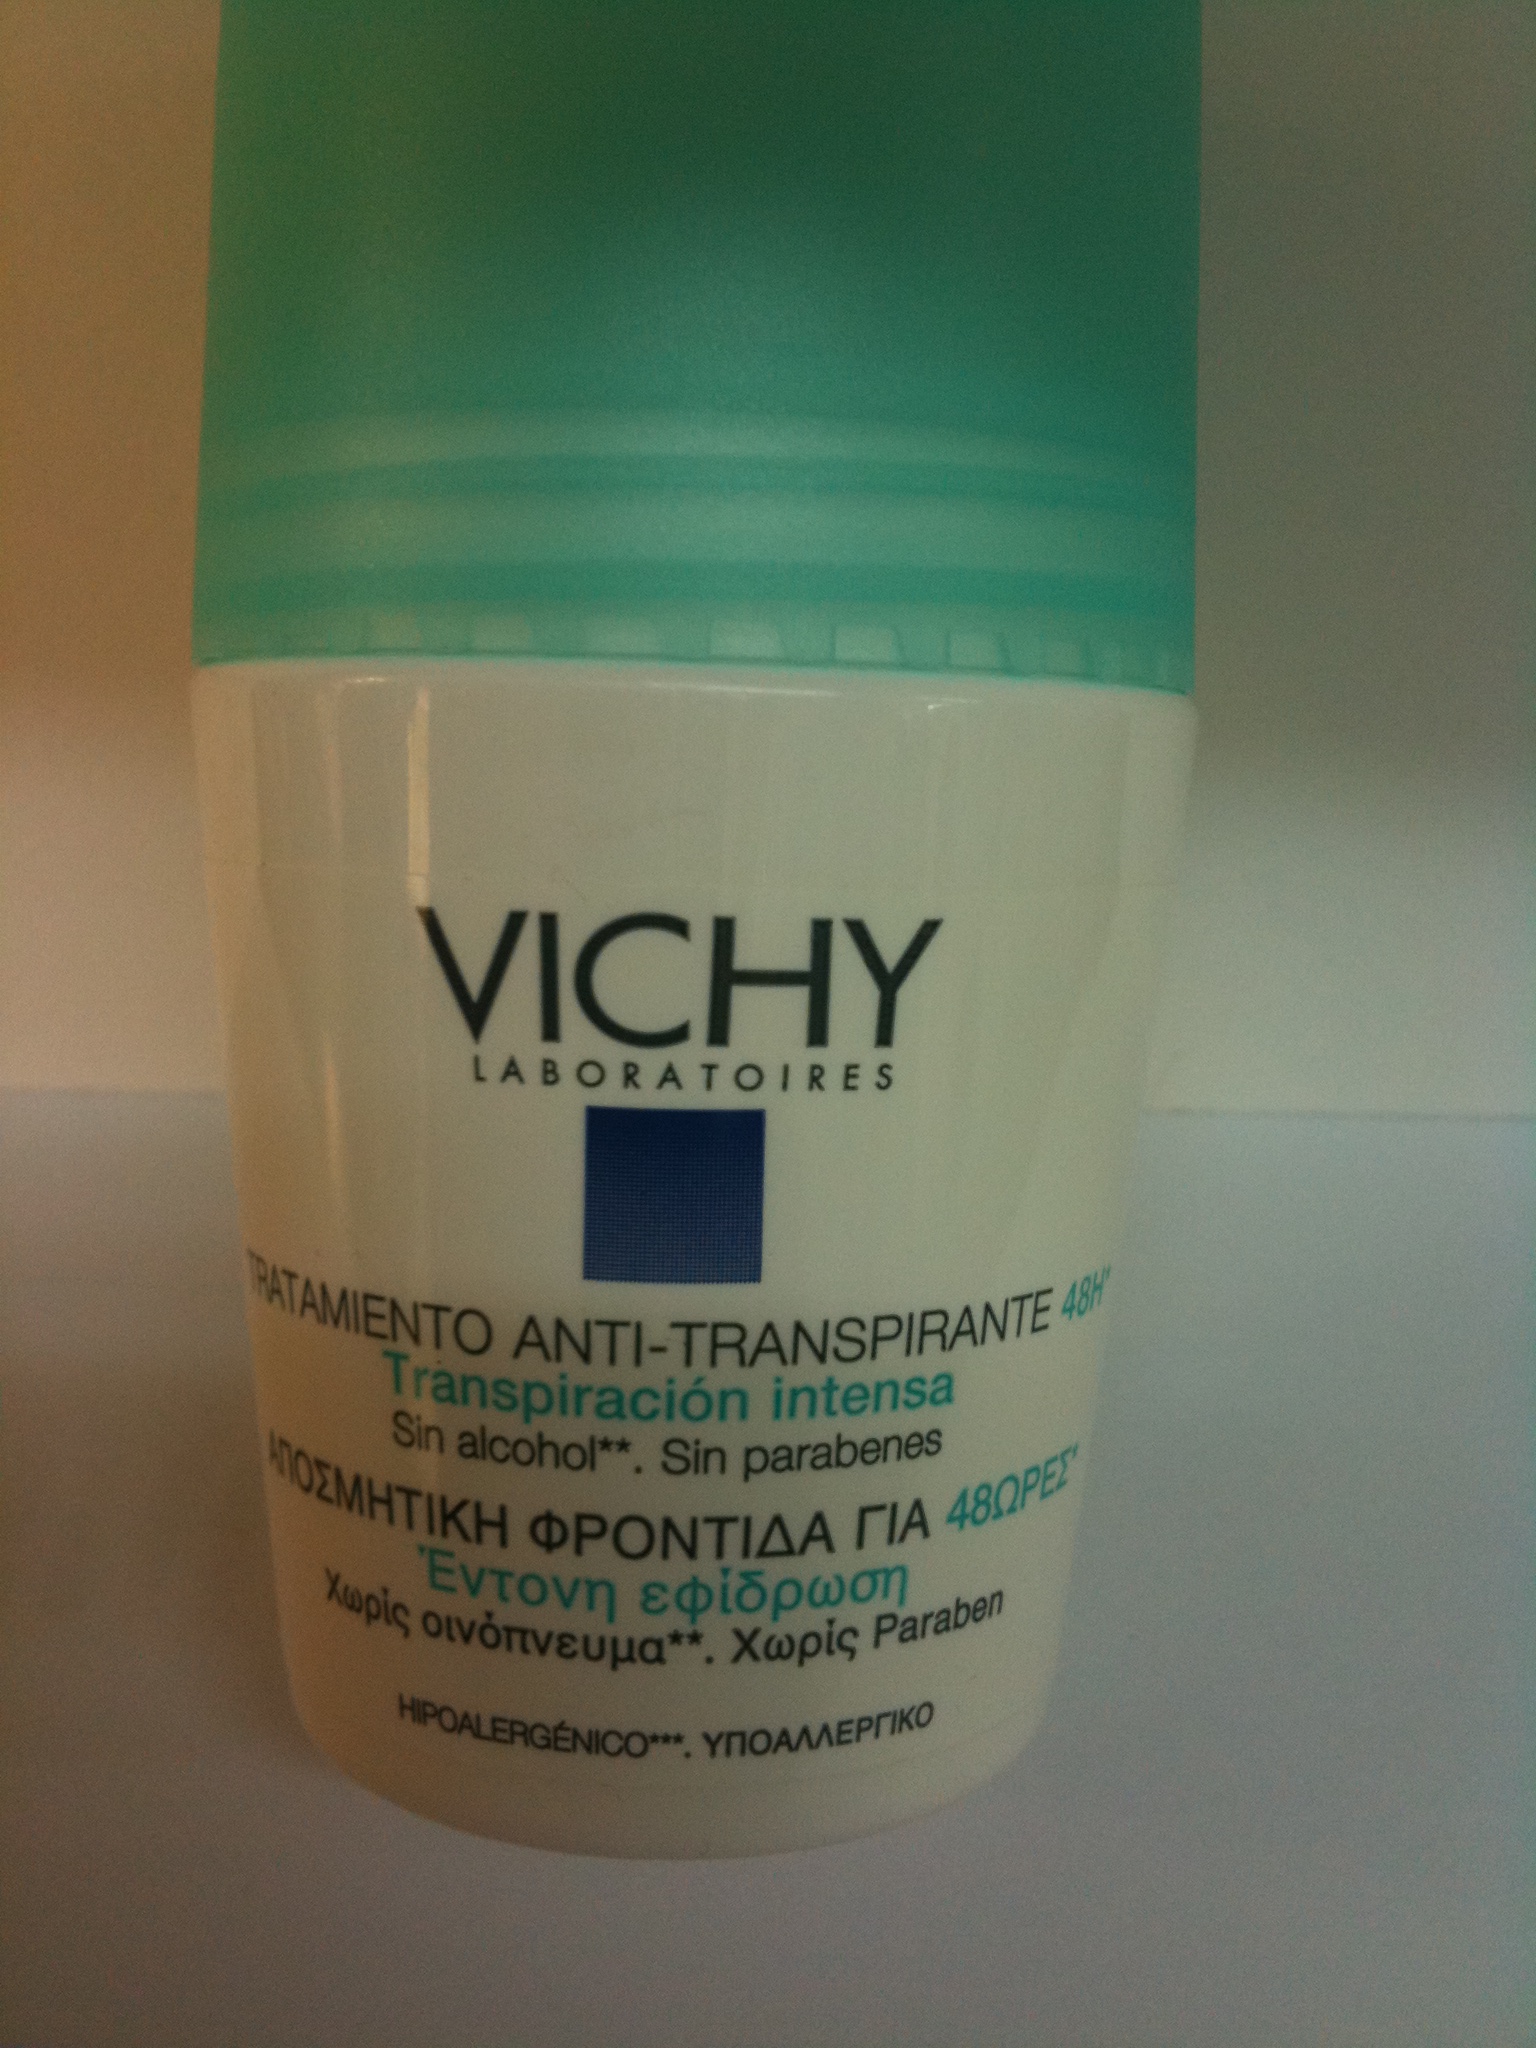 VICHY
LABORATOIRES
TRATAMIENTO ANTI-TRANSPIRANTE 48H*
Transpiración intensa
Sin alcohol**. Sin parabenes
ΑΠΟΣΜΗΤΙΚΗ ΦΡΟΝΤΙΔΑ ΓΙΑ 48ΩΡΕΣ*
Έντονη εφίδρωση
Χωρίς οινόπνευμα**. Χωρίς Paraben
HIPOALERGÉNICO***. ΥΠΟΑΛΛΕΡΓΙΚΟ